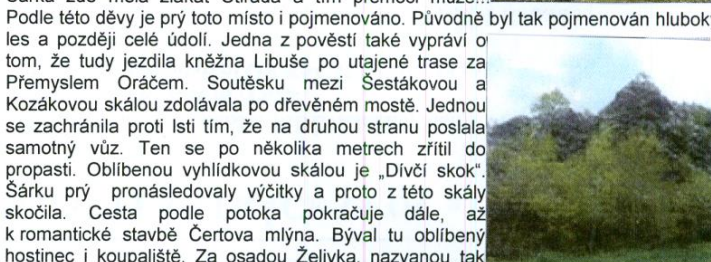 Šárka zde měla zlákat Ctirada a tím přemoci muže...
Podle této děvy je prý toto místo i pojmenováno. Původně byl tak pojmenován hluboký
les a později celé údolí. Jedna z pověstí také vypráví o
tom, že tudy jezdila kněžna Libuše po utajené trase za
Přemyslem Oráčem. Soutěsku mezi Šestákovou a
Kozákovou skálou zdolávala po dřevěném mostě. Jednou
se zachránila proti lsti tím, že na druhou stranu poslala
samotný vůz. Ten se po několika metrech zřítil do
propasti. Oblíbenou vyhlídkovou skálou je „Dívčí skok“.
Šárku prý pronásledovaly výčitky a proto z této skály
skočila. Cesta podle potoka pokračuje dále, až
k romantické stavbě Čertova mlýna. Býval tu oblíbený
hostinec i koupaliště. Za osadou Želivka, nazvanou tak